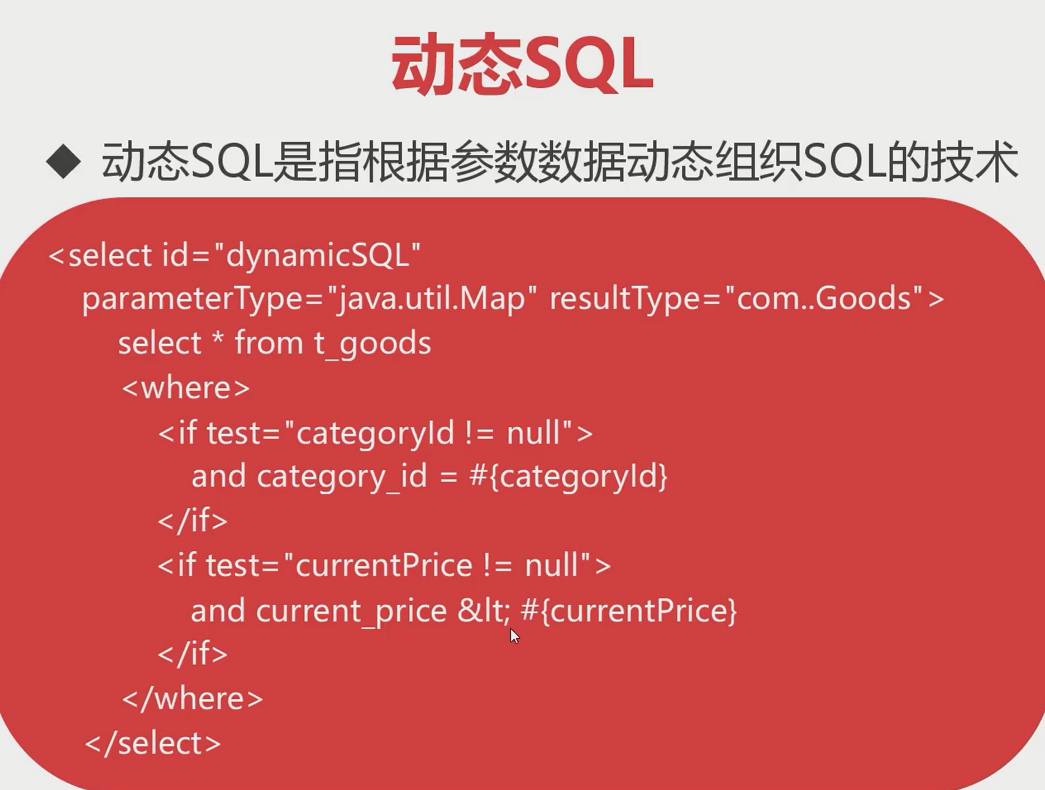 动态SQL
◆ 动态SQL是指根据参数数据动态组织SQL的技术
<select id="dynamicSQL"
parameterType="java.util.Map" resultType="com..Goods">
select * from t_goods
<where>
<if test="categoryId != null">
and category_id = #{categoryId}
</if>
<if test="currentPrice != null">
and current_price &lt; #{currentPrice}
</if>
</where>
</select>